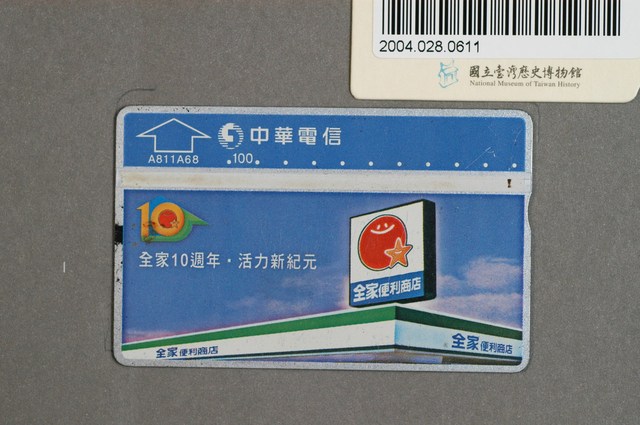 2004.028.0611
國立臺灣歷史博物館
National Museum of Taiwan History
中華電信
A811A68
100
10
全家10週年・活力新紀元
全家便利商店
全家便利商店
全家便利商店